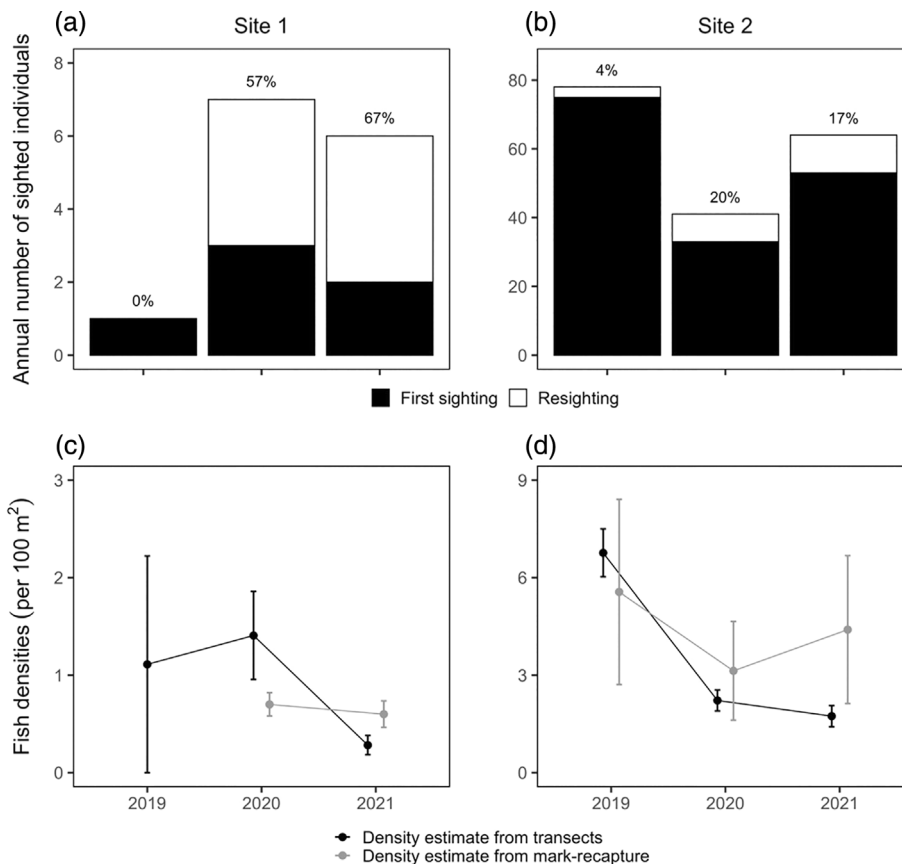 (a)
Site 1
(b)
Site 2
Annual number of sighted individuals
8
6
4
2
0
0%
57%
67%
80
60
40
20
0
4%
20%
17%
First sighting
Resighting
(c)
(d)
Fish densities (per 100 m²)
3
2
1
0
2019
2020
2021
9
6
3
0
2019
2020
2021
Density estimate from transects
Density estimate from mark-recapture